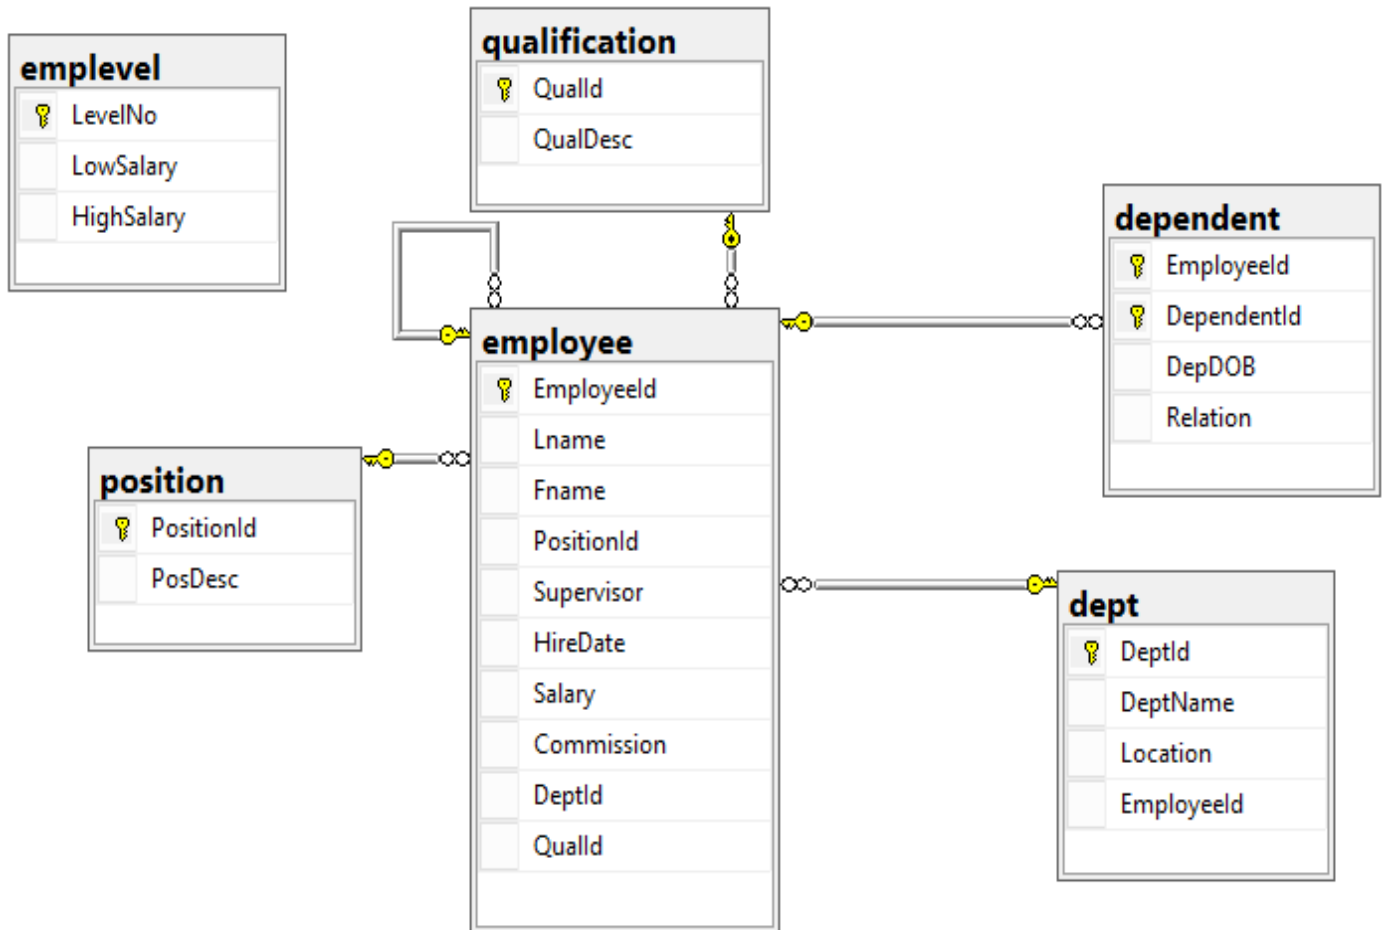 emplevel
LevelNo
LowSalary
HighSalary
qualification
QualId
QualDesc
dependent
EmployeeId
DependentId
DepDOB
Relation
employee
EmployeeId
Lname
Fname
PositionId
Supervisor
HireDate
Salary
Commission
DeptId
QualId
position
PositionId
PosDesc
dept
DeptId
DeptName
Location
EmployeeId